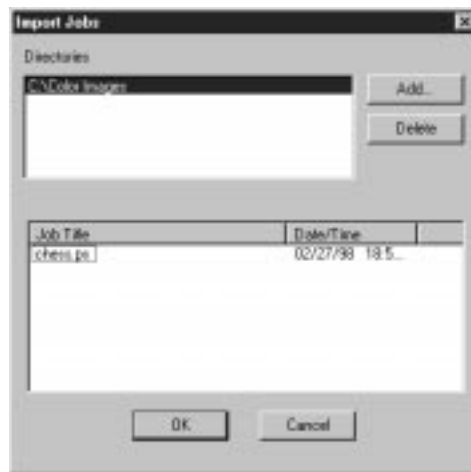 Import Jobs
Directories
C:\Color Images
Add...
Delete
Job Title Date/Time
chess.ps 02/27/98 18:5...
OK Cancel